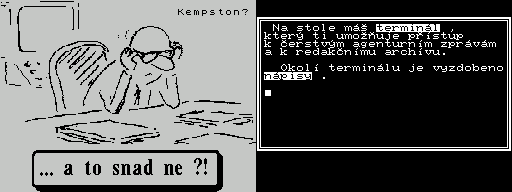 Kempston?
... a to snad ne ?!
Na stole máš terminál ,
který ti umožňuje přístup
k čerstvým agenturním zprávám
a k redakčnímu archívu.
Okolí terminálu je vyzdobeno
nápisy .